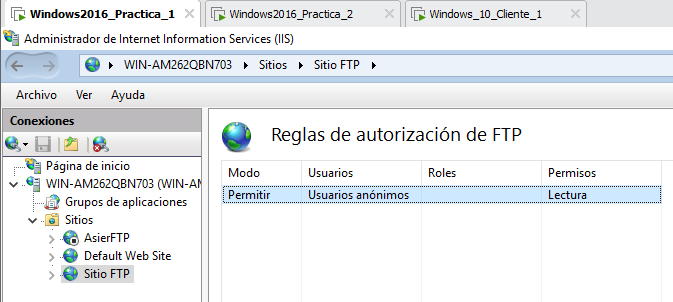 Windows2016_Practica_1 Windows2016_Practica_2 Windows_10_Cliente_1
Administrador de Internet Information Services (IIS)
WIN-AM262QBN703 Sitios Sitio FTP
Archivo Ver Ayuda
Conexiones
Página de inicio
WIN-AM262QBN703 (WIN-AM
Grupos de aplicaciones
Sitios
AsierFTP
Default Web Site
Sitio FTP
Reglas de autorización de FTP
Modo Usuarios Roles Permisos
Permitir Usuarios anónimos Lectura